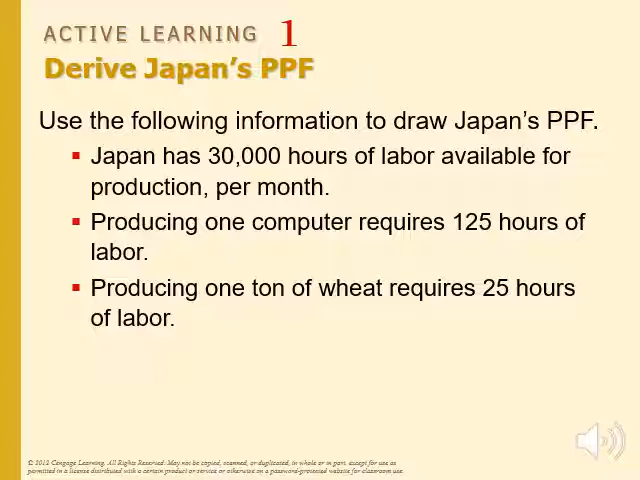 ACTIVE LEARNING 1
Derive Japan's PPF
Use the following information to draw Japan's PPF.
Japan has 30,000 hours of labor available for
production, per month.
Producing one computer requires 125 hours of
labor.
Producing one ton of wheat requires 25 hours
of labor.
© 2012 Cengage Learning. All Rights Reserved. May not be copied, scanned, or duplicated, in whole or in part, except for use as
permitted in a license distributed with a certain product or service or otherwise on a password-protected website for classroom use.